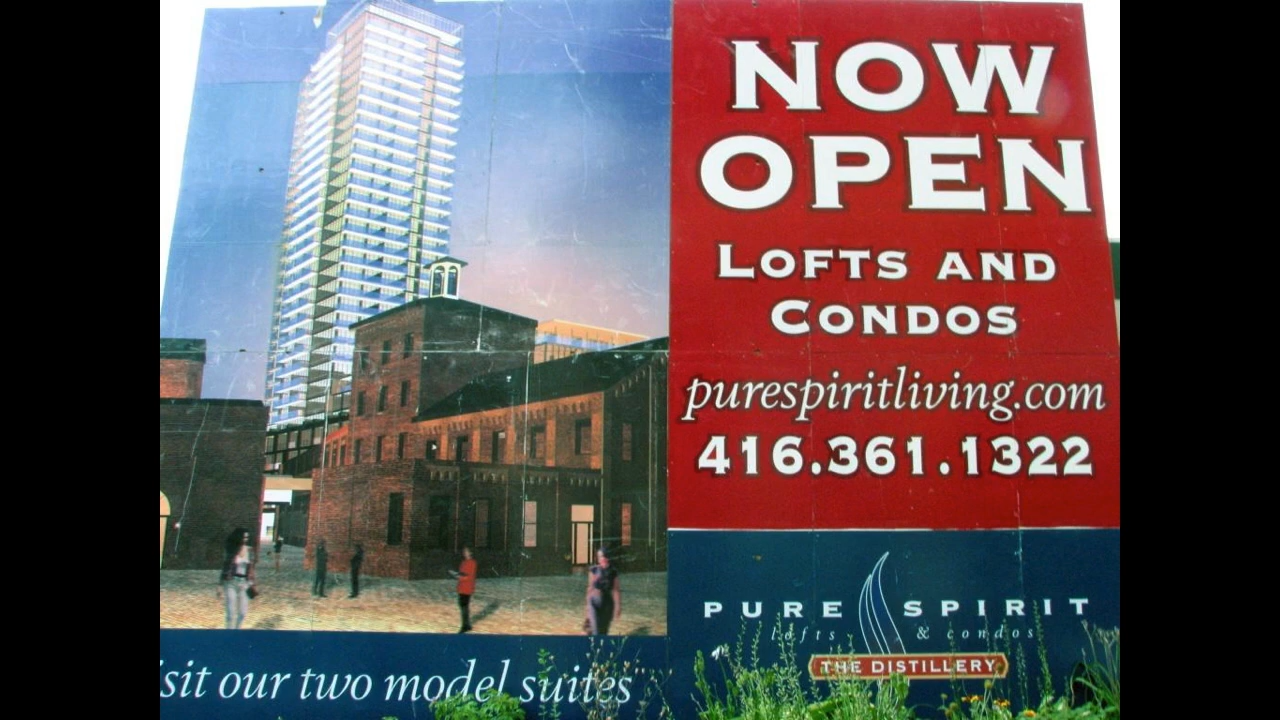 NOW
OPEN
LOFTS AND
CONDOS
purespiritliving.com
416.361.1322
PURE SPIRIT
lofts & condos
THE DISTILLERY
sit our two model suites